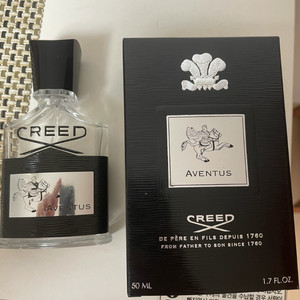 CREED
AVENTUS
AVENTUS
CREED
DE PÈRE EN FILS DEPUIS 1760
FROM FATHER TO SON SINCE 1760
50 ML
1.7 FL.OZ.